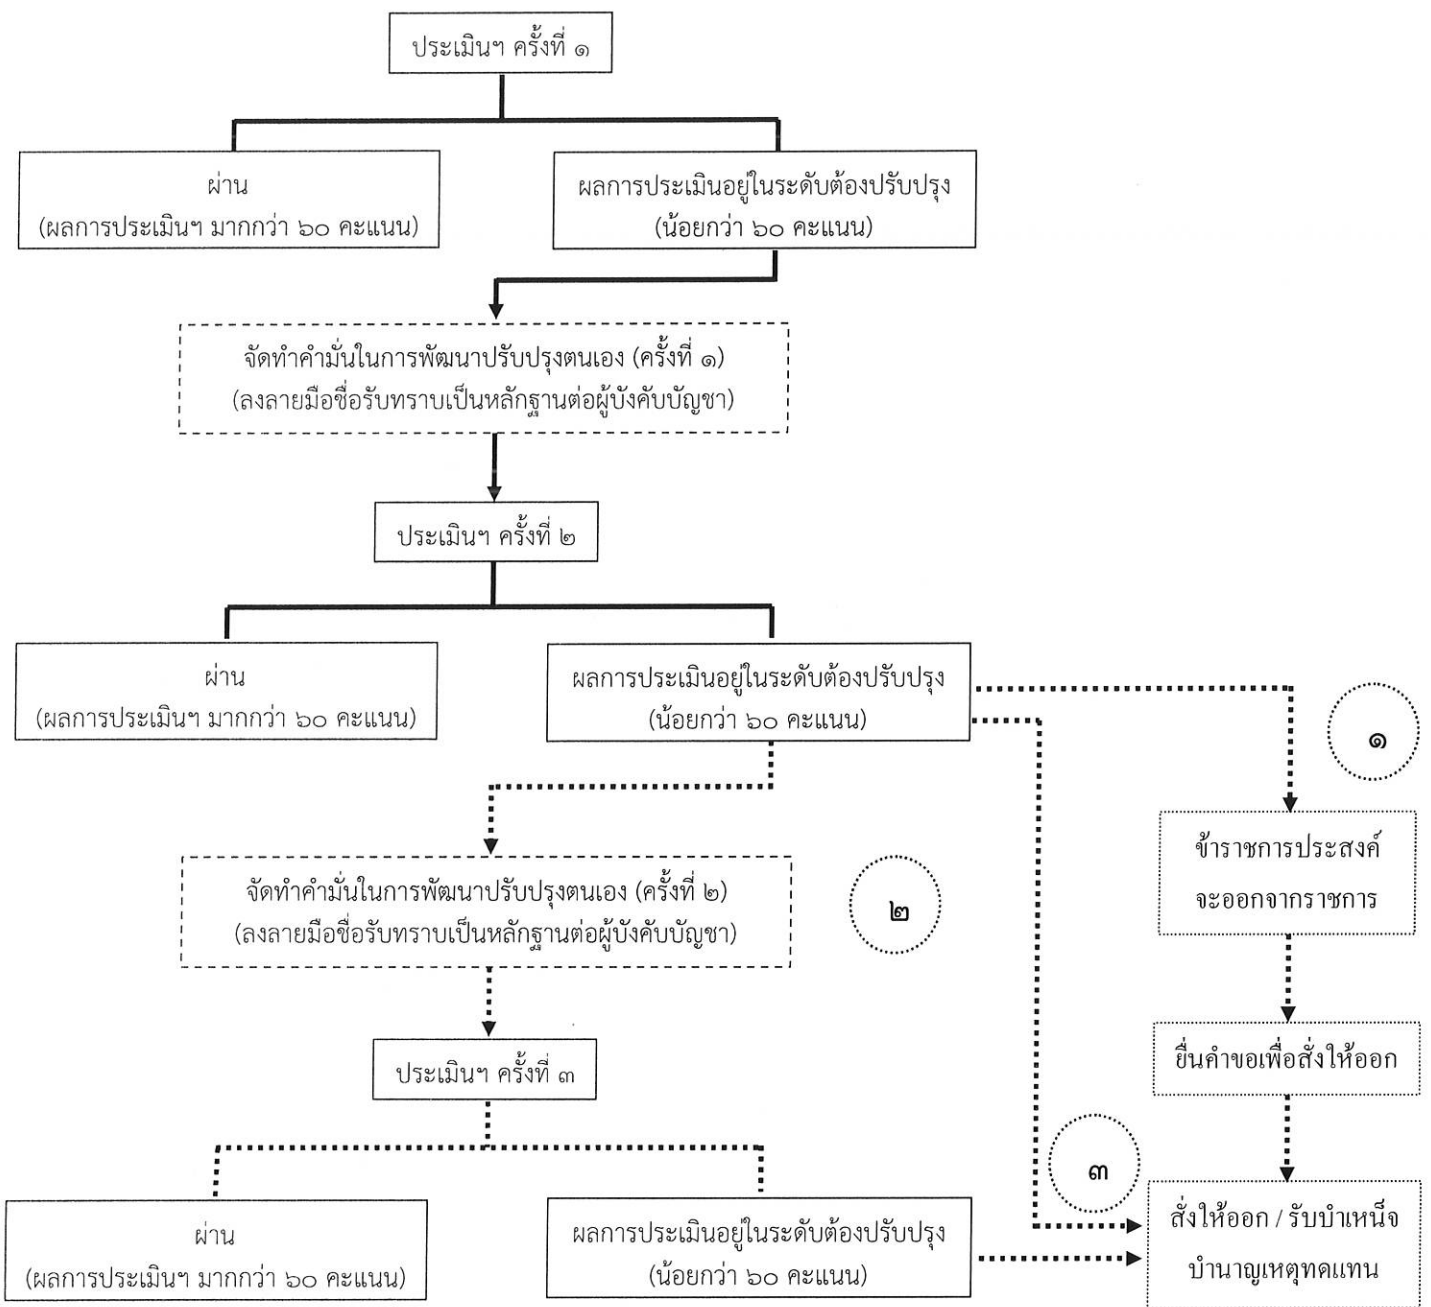 ประเมินฯ ครั้งที่ ๑
ผ่าน
(ผลการประเมินฯ มากกว่า ๖๐ คะแนน)
ผลการประเมินอยู่ในระดับต้องปรับปรุง
(น้อยกว่า ๖๐ คะแนน)
จัดทำคำมั่นในการพัฒนาปรับปรุงตนเอง (ครั้งที่ ๑)
(ลงลายมือชื่อรับทราบเป็นหลักฐานต่อผู้บังคับบัญชา)
ประเมินฯ ครั้งที่ ๒
ผ่าน
(ผลการประเมินฯ มากกว่า ๖๐ คะแนน)
ผลการประเมินอยู่ในระดับต้องปรับปรุง
(น้อยกว่า ๖๐ คะแนน)
๑
ข้าราชการประสงค์
จะออกจากราชการ
จัดทำคำมั่นในการพัฒนาปรับปรุงตนเอง (ครั้งที่ ๒)
(ลงลายมือชื่อรับทราบเป็นหลักฐานต่อผู้บังคับบัญชา)
๒
ยื่นคำขอเพื่อสั่งให้ออก
ประเมินฯ ครั้งที่ ๓
๓
ผ่าน
(ผลการประเมินฯ มากกว่า ๖๐ คะแนน)
ผลการประเมินอยู่ในระดับต้องปรับปรุง
(น้อยกว่า ๖๐ คะแนน)
สั่งให้ออก / รับบำเหน็จ
บำนาญเหตุทดแทน